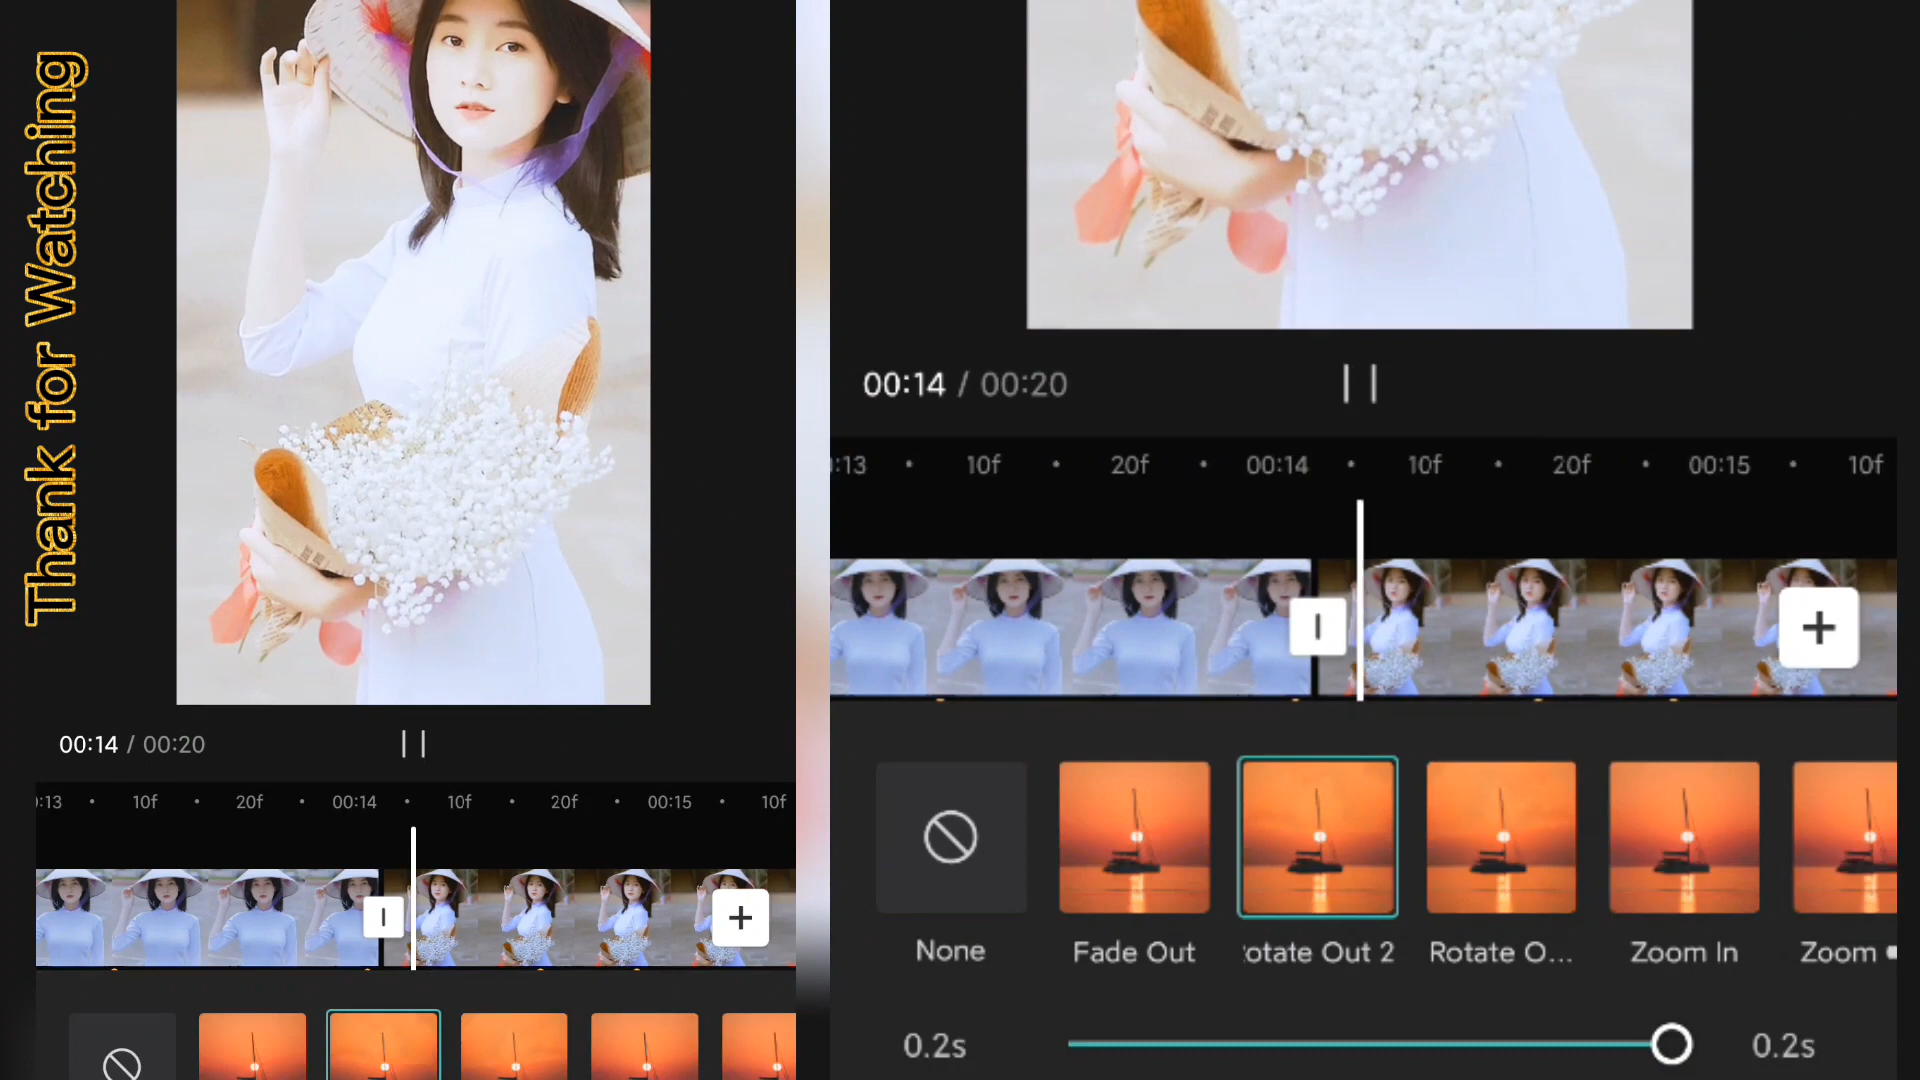 Thank for Watching
00:14 / 00:20
:13 10f 20f 00:14 10f 20f 00:15 10f
00:14 / 00:20
:13 10f 20f 00:14 10f 20f 00:15 10f
None Fade Out otate Out 2 Rotate O... Zoom In Zoom
0.2s 0.2s